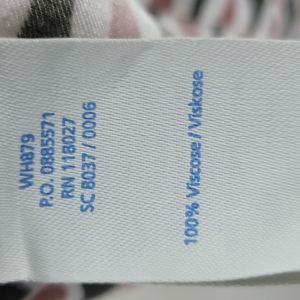 WH879
P.O. 0885571
RN 118027
SC 8037 / 0006
100% Viscose / Viskose